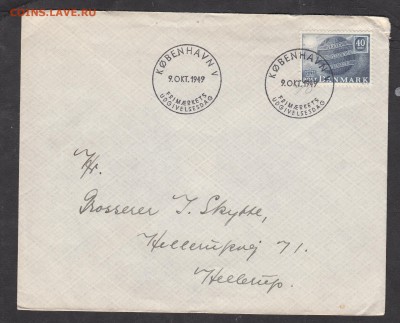 COINS.LAVE.RU
KØBENHAVN V
9.OKT.1949
FRIMÆRKETS
UDGIVELSESDAG
KØBENHAVN V
9.OKT.1949
FRIMÆRKETS
UDGIVELSESDAG
40
DANMARK
Hr.
Grosserer I. Skytte,
Hellerupvej 71.
Hellerup.